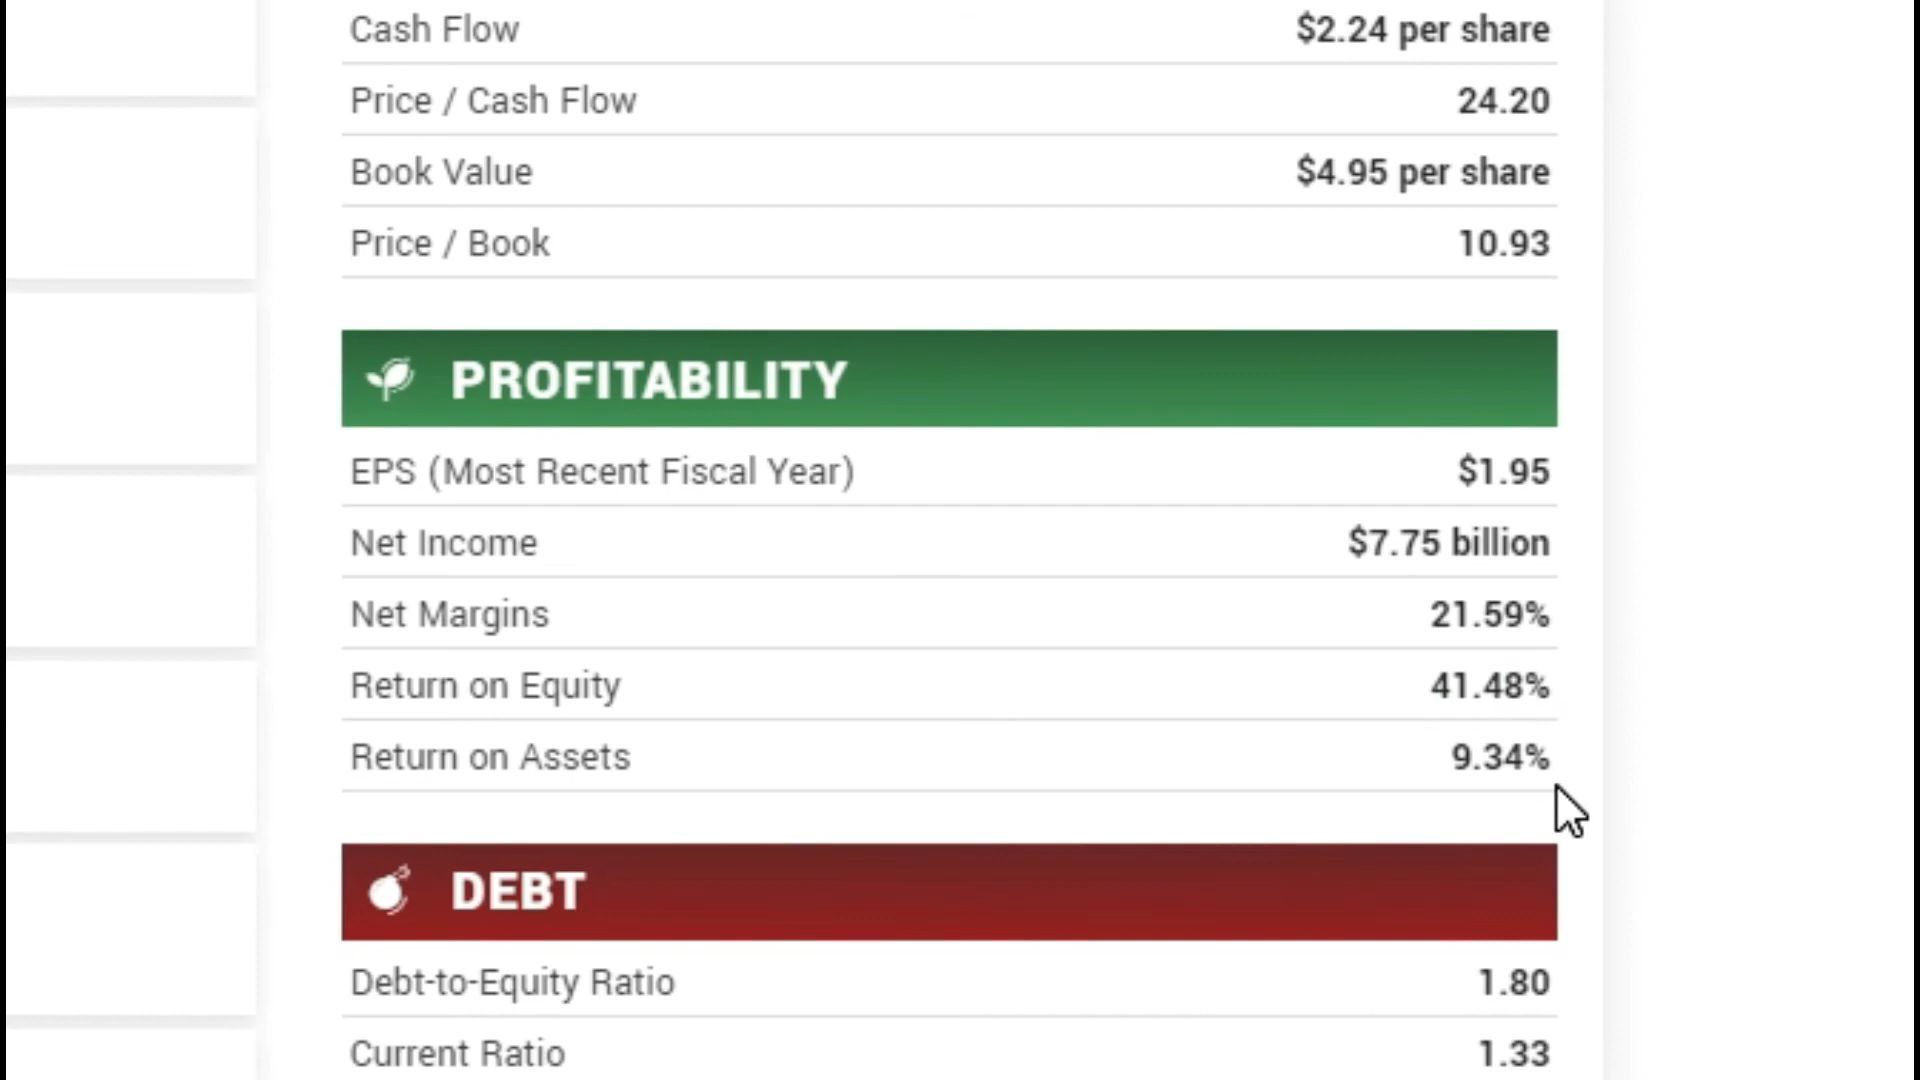 Cash Flow $2.24 per share
Price / Cash Flow 24.20
Book Value $4.95 per share
Price / Book 10.93
PROFITABILITY
EPS (Most Recent Fiscal Year) $1.95
Net Income $7.75 billion
Net Margins 21.59%
Return on Equity 41.48%
Return on Assets 9.34%
DEBT
Debt-to-Equity Ratio 1.80
Current Ratio 1.33